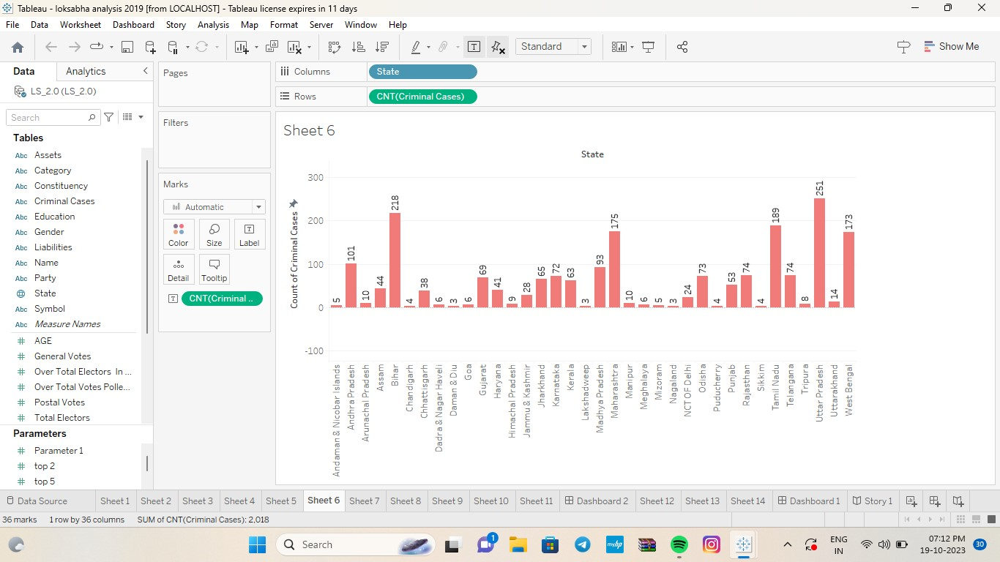 Tableau - loksabha analysis 2019 [from LOCALHOST] - Tableau license expires in 11 days
File Data Worksheet Dashboard Story Analysis Map Format Server Window Help
Standard
Show Me
Data Analytics
LS_2.0 (LS_2.0)
Search
Tables
Abc Assets
Abc Category
Abc Constituency
Abc Criminal Cases
Abc Education
Abc Gender
Abc Liabilities
Abc Name
Abc Party
State
Abc Symbol
Abc Measure Names
# AGE
# General Votes
# Over Total Electors In ...
# Over Total Votes Polle...
# Postal Votes
# Total Electors
Parameters
# Parameter 1
# top 2
# top 5
Pages
Filters
Marks
Automatic
Color Size Label
Detail Tooltip
CNT(Criminal ..
Columns State
Rows CNT(Criminal Cases)
Sheet 6
State
Count of Criminal Cases
300
200
100
0
-100
5 101 10 44 218 4 38 6 3 6 69 41 9 28 65 72 63 3 93 175 10 6 5 3 24 73 4 53 74 4 189 74 8 251 14 173
Andaman & Nicobar Islands
Andhra Pradesh
Arunachal Pradesh
Assam
Bihar
Chandigarh
Chhattisgarh
Dadra & Nagar Haveli
Daman & Diu
Goa
Gujarat
Haryana
Himachal Pradesh
Jammu & Kashmir
Jharkhand
Karnataka
Kerala
Lakshadweep
Madhya Pradesh
Maharashtra
Manipur
Meghalaya
Mizoram
Nagaland
NCT OF Delhi
Odisha
Puducherry
Punjab
Rajasthan
Sikkim
Tamil Nadu
Telangana
Tripura
Uttar Pradesh
Uttarakhand
West Bengal
Data Source Sheet 1 Sheet 2 Sheet 3 Sheet 4 Sheet 5 Sheet 6 Sheet 7 Sheet 8 Sheet 9 Sheet 10 Sheet 11 Dashboard 2 Sheet 12 Sheet 13 Sheet 14 Dashboard 1 Story 1
36 marks 1 row by 36 columns SUM of CNT(Criminal Cases): 2,018
Search
1
myhp
ENG
IN
07:12 PM
19-10-2023
30